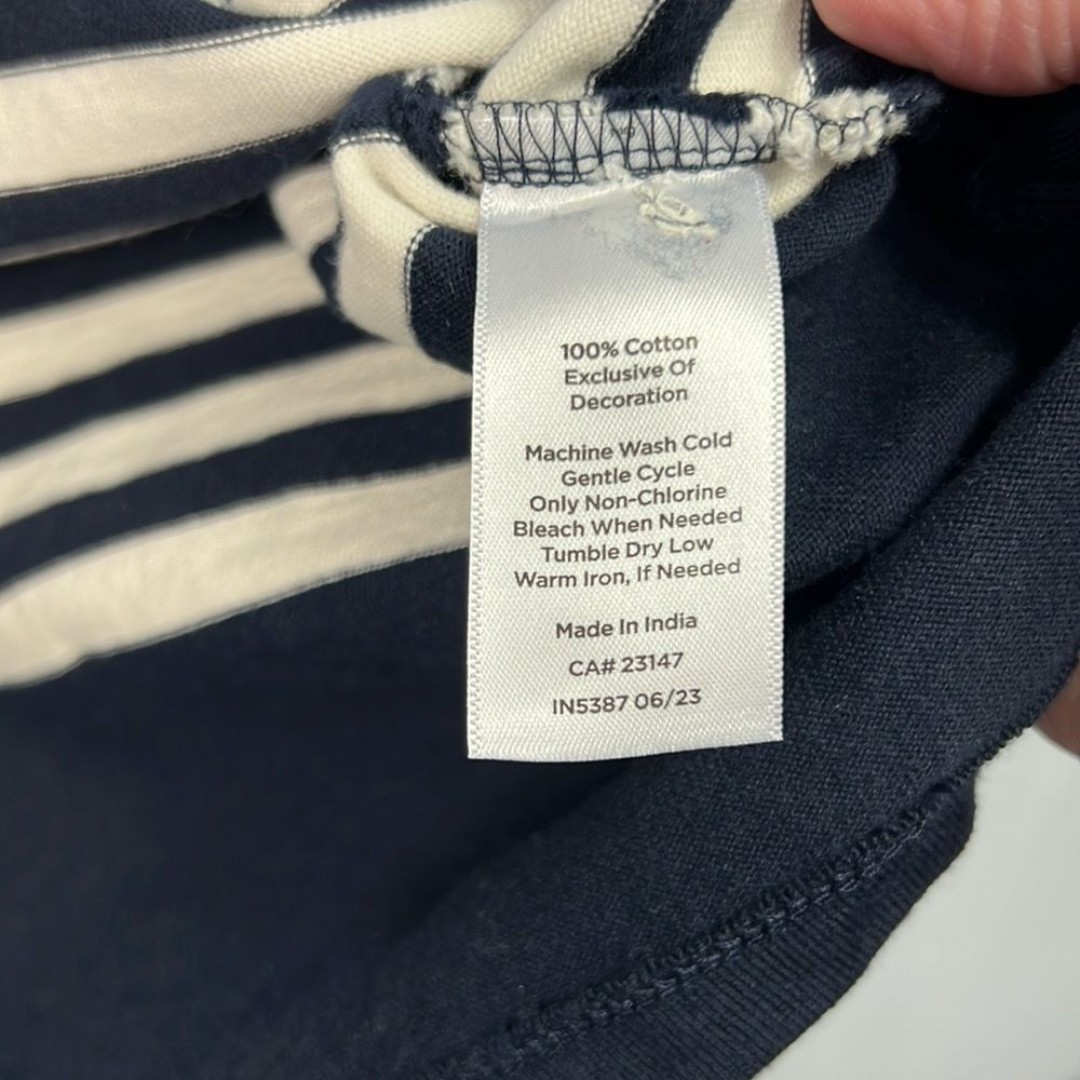 100% Cotton
Exclusive Of
Decoration
Machine Wash Cold
Gentle Cycle
Only Non-Chlorine
Bleach When Needed
Tumble Dry Low
Warm Iron, If Needed
Made In India
CA# 23147
IN5387 06/23